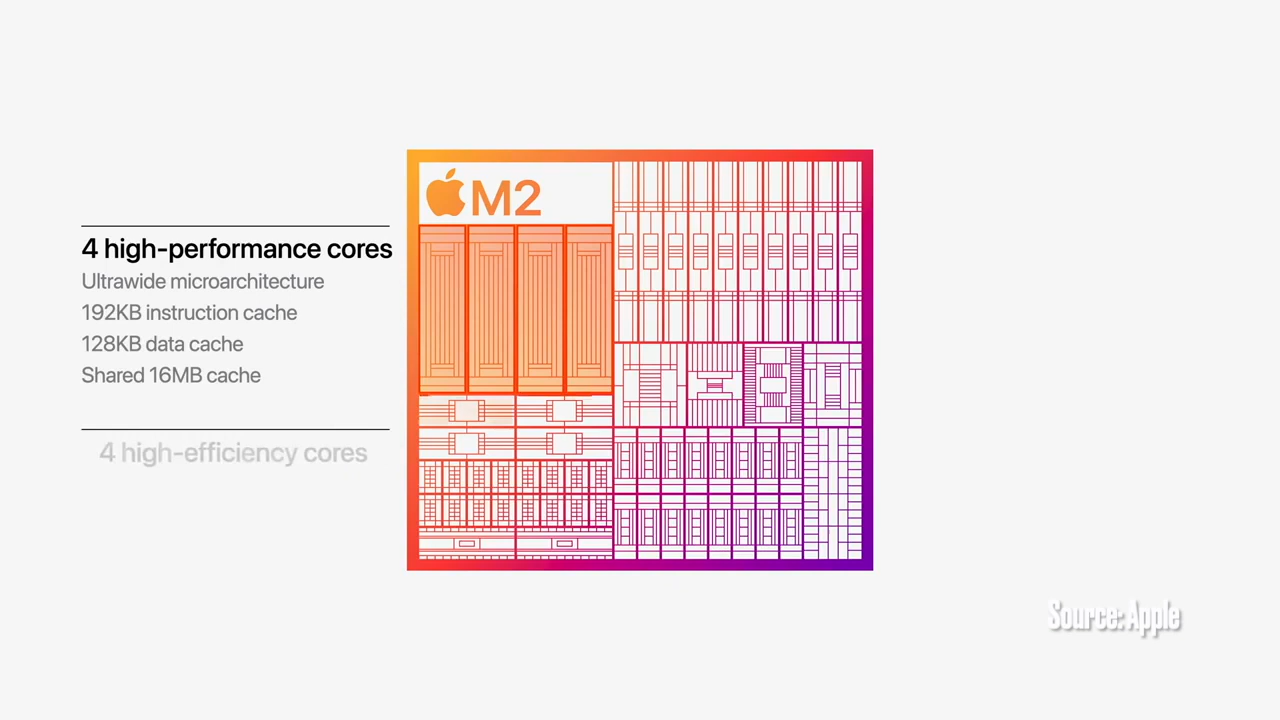 M2
4 high-performance cores
Ultrawide microarchitecture
192KB instruction cache
128KB data cache
Shared 16MB cache
4 high-efficiency cores
Source: Apple